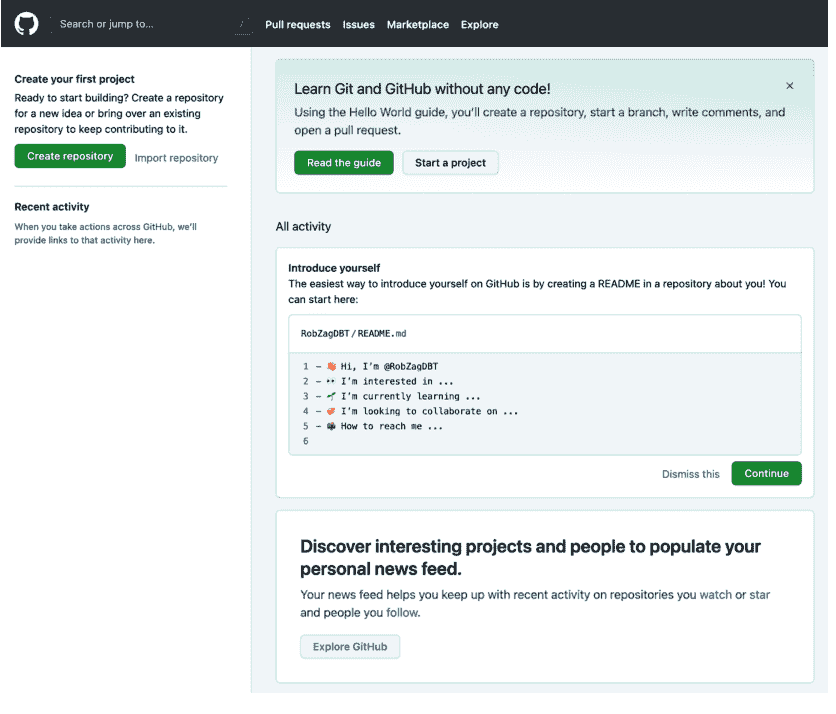 Search or jump to...
/
Pull requests Issues Marketplace Explore
Create your first project
Ready to start building? Create a repository
for a new idea or bring over an existing
repository to keep contributing to it.
Create repository Import repository
Recent activity
When you take actions across GitHub, we'll
provide links to that activity here.
Learn Git and GitHub without any code!
Using the Hello World guide, you'll create a repository, start a branch, write comments, and
open a pull request.
Read the guide Start a project
All activity
Introduce yourself
The easiest way to introduce yourself on GitHub is by creating a README in a repository about you! You
can start here:
RobZagDBT/README.md
1 - 👋 Hi, I'm @RobZagDBT
2 - 👀 I'm interested in ...
3 - 🌱 I'm currently learning ...
4 - 💞️ I'm looking to collaborate on ...
5 - 📫 How to reach me ...
6
Dismiss this Continue
Discover interesting projects and people to populate your
personal news feed.
Your news feed helps you keep up with recent activity on repositories you watch or star
and people you follow.
Explore GitHub